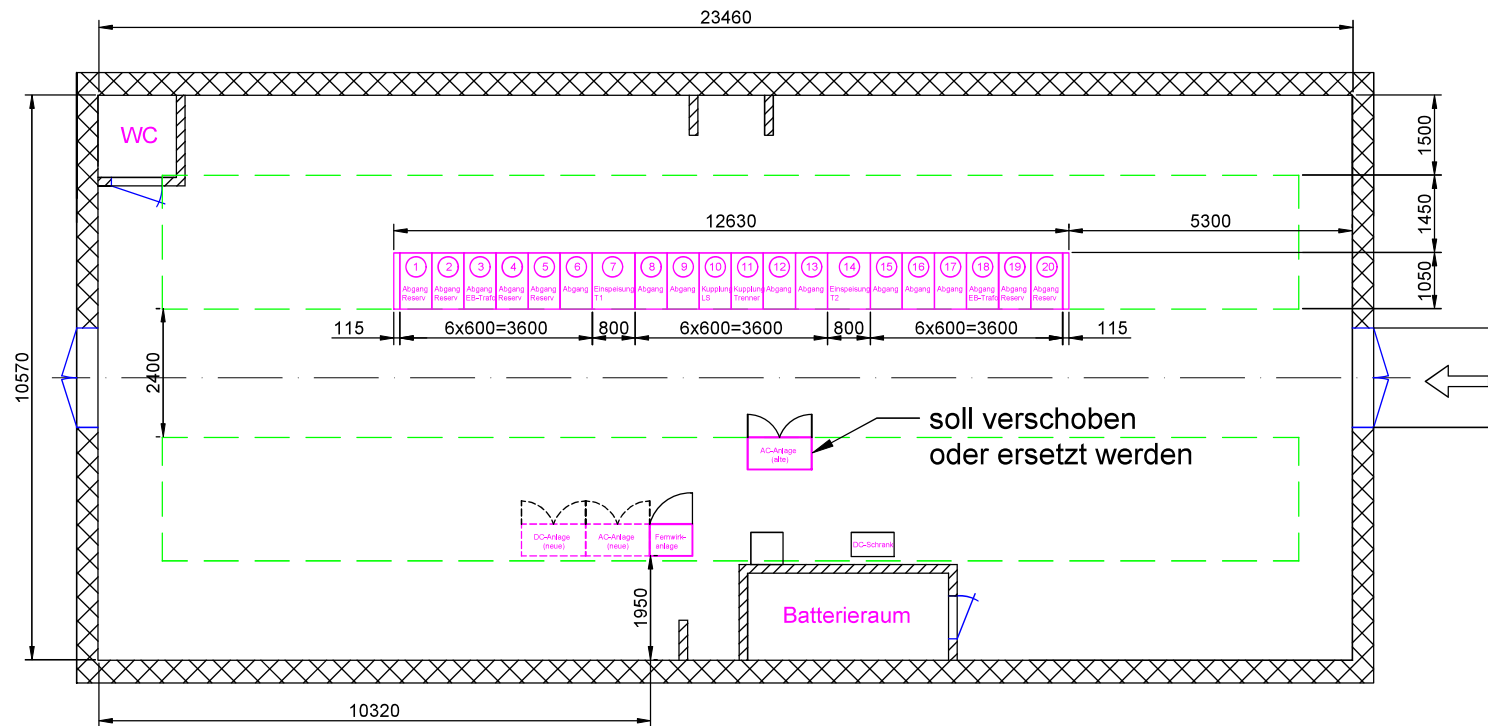 23460
WC
1500
1450
1050
12630
5300
1
2
3
4
5
6
7
8
9
10
11
12
13
14
15
16
17
18
19
20
Abgang
Reserv.
Abgang
Reserv.
Abgang
EB-Trafo
Abgang
Reserv.
Abgang
Reserv.
Abgang
Einspeisung
T1
Abgang
Abgang
Kupplung
LS
Kupplung
Trenner
Abgang
Abgang
Einspeisung
T2
Abgang
Abgang
Abgang
Abgang
EB-Trafo
Abgang
Reserv.
Abgang
Reserv.
115
6x600=3600
800
6x600=3600
800
6x600=3600
115
10570
2400
soll verschoben
oder ersetzt werden
AC-Anlage
(alte)
DC-Anlage
(neue)
AC-Anlage
(neue)
Fernwirk-
anlage
DC-Schrank
1950
Batterieraum
10320